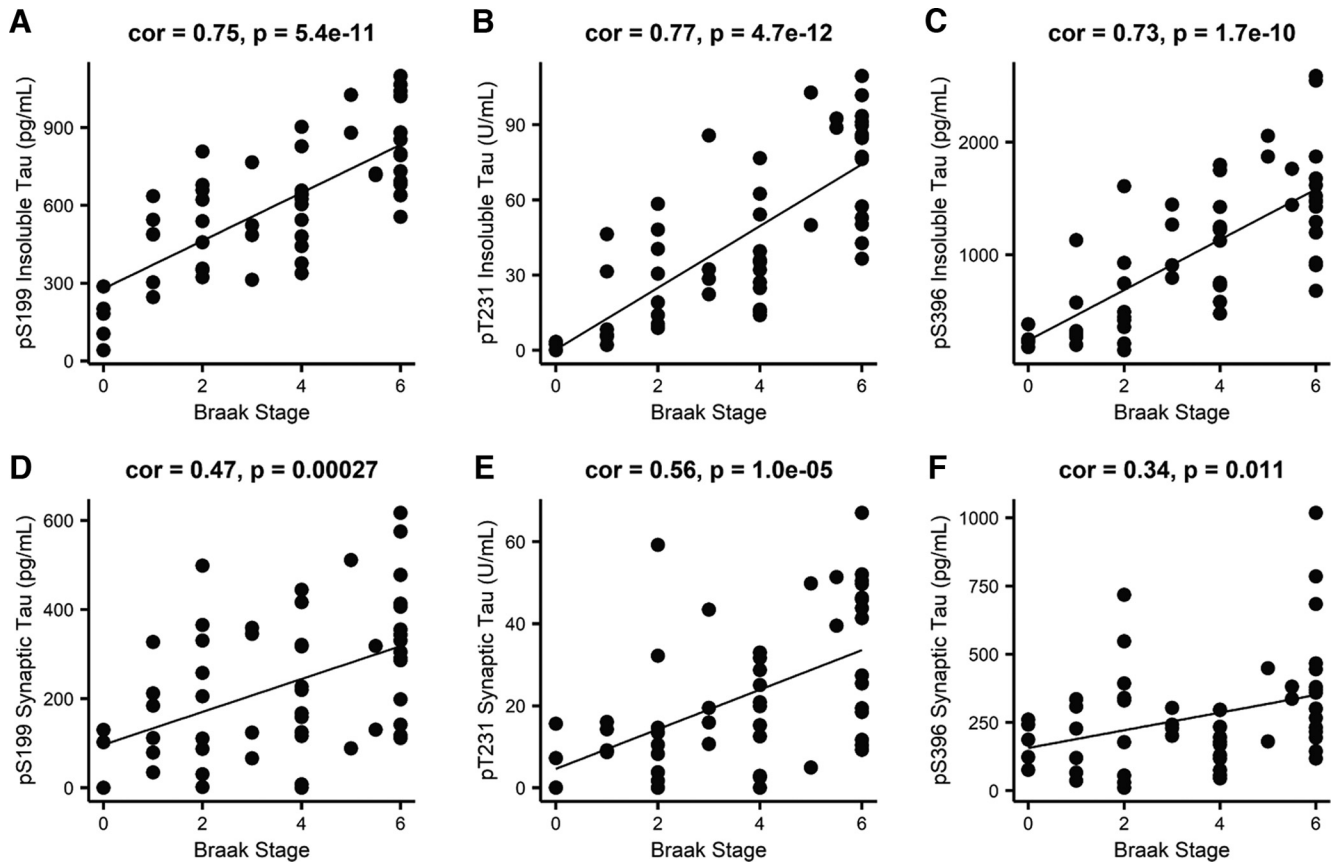 A
cor = 0.75, p = 5.4e-11
pS199 Insoluble Tau (pg/mL)
900
600
300
0
0 2 4 6
Braak Stage
B
cor = 0.77, p = 4.7e-12
pT231 Insoluble Tau (U/mL)
90
60
30
0
0 2 4 6
Braak Stage
C
cor = 0.73, p = 1.7e-10
pS396 Insoluble Tau (pg/mL)
2000
1000
0 2 4 6
Braak Stage
D
cor = 0.47, p = 0.00027
pS199 Synaptic Tau (pg/mL)
600
400
200
0
0 2 4 6
Braak Stage
E
cor = 0.56, p = 1.0e-05
pT231 Synaptic Tau (U/mL)
60
40
20
0
0 2 4 6
Braak Stage
F
cor = 0.34, p = 0.011
pS396 Synaptic Tau (pg/mL)
1000
750
500
250
0
0 2 4 6
Braak Stage